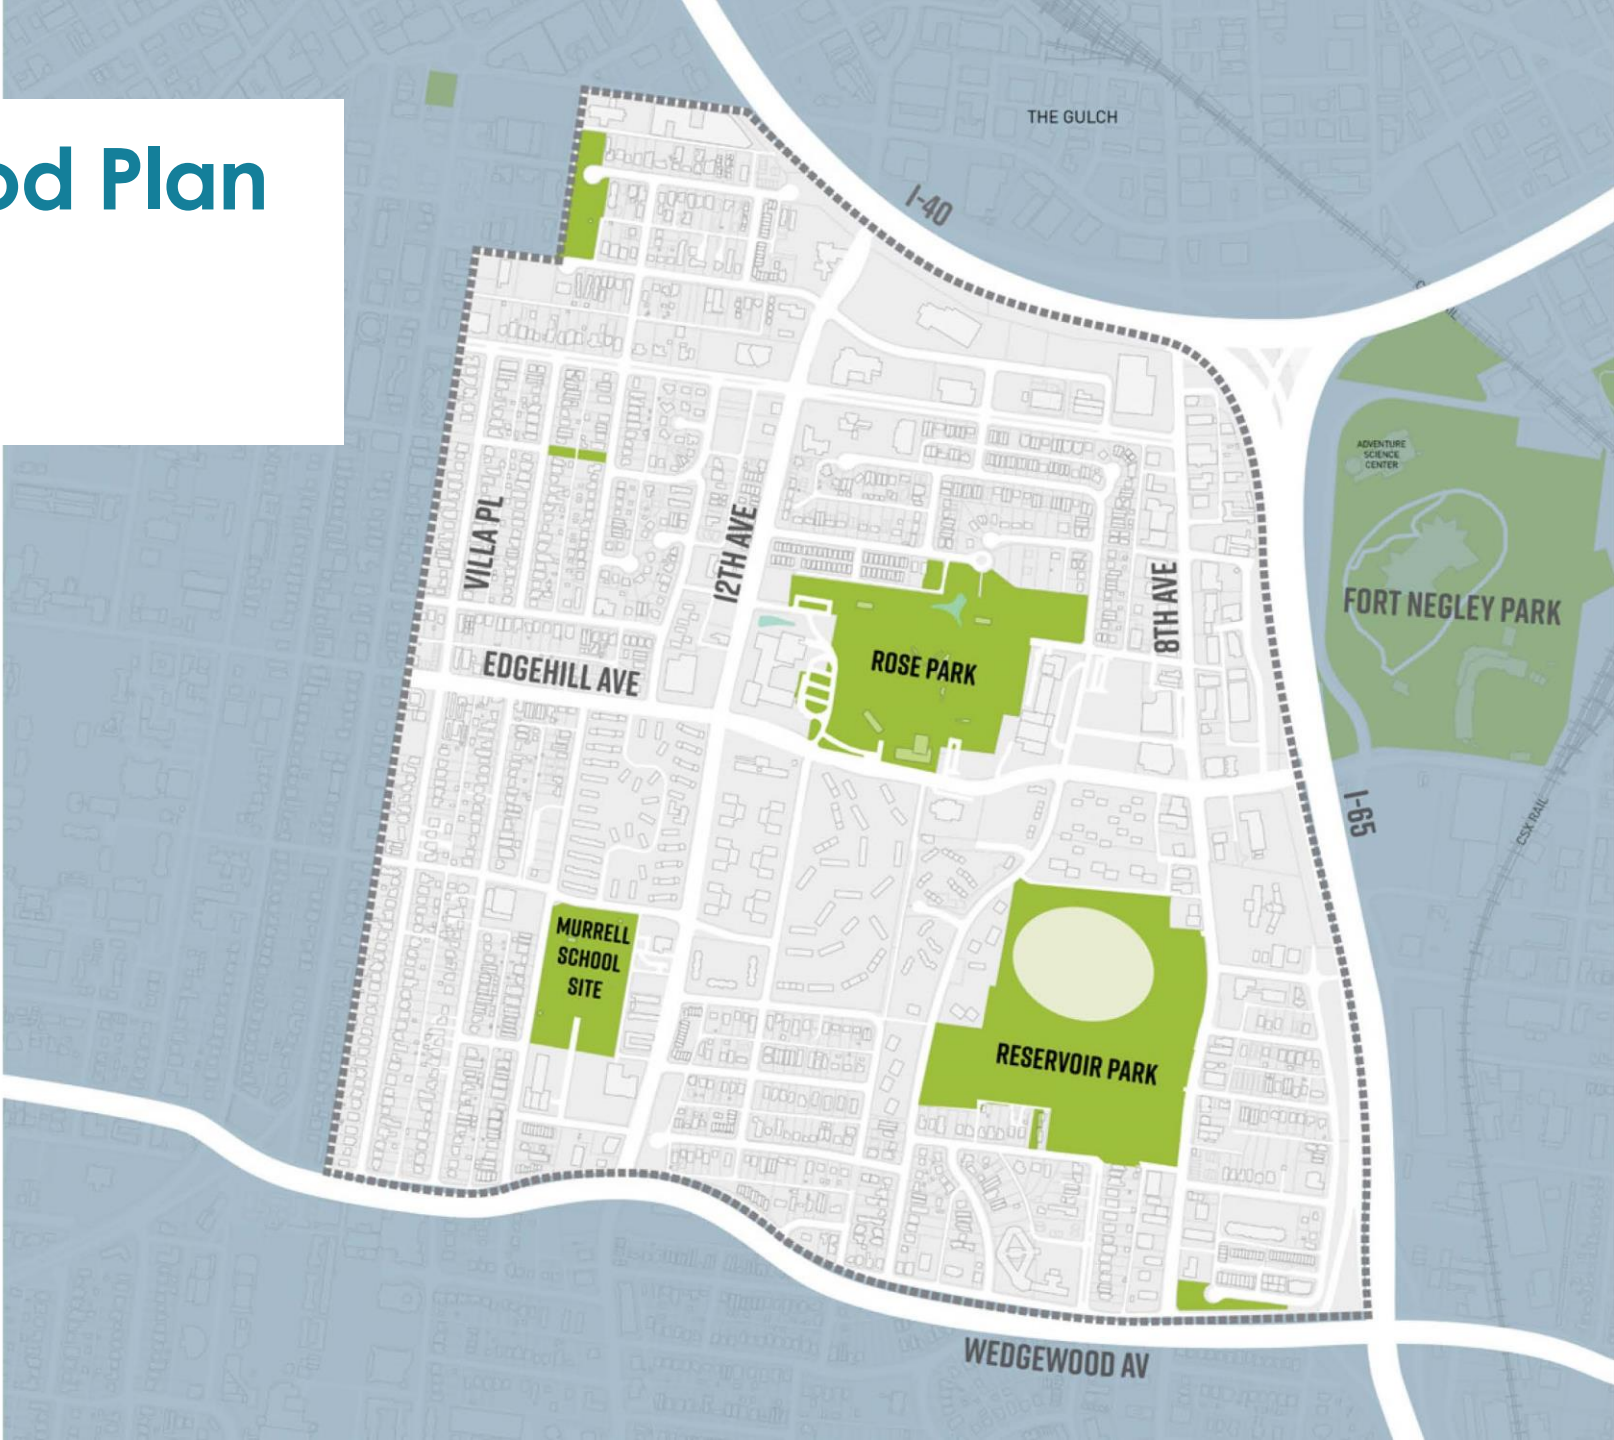 Plan
THE GULCH
I-40
ADVENTURE
SCIENCE
CENTER
VILLA PL
12TH AVE
8TH AVE
FORT NEGLEY PARK
ROSE PARK
EDGEHILL AVE
I-65
CSX RAIL
MURRELL
SCHOOL
SITE
RESERVOIR PARK
WEDGEWOOD AV